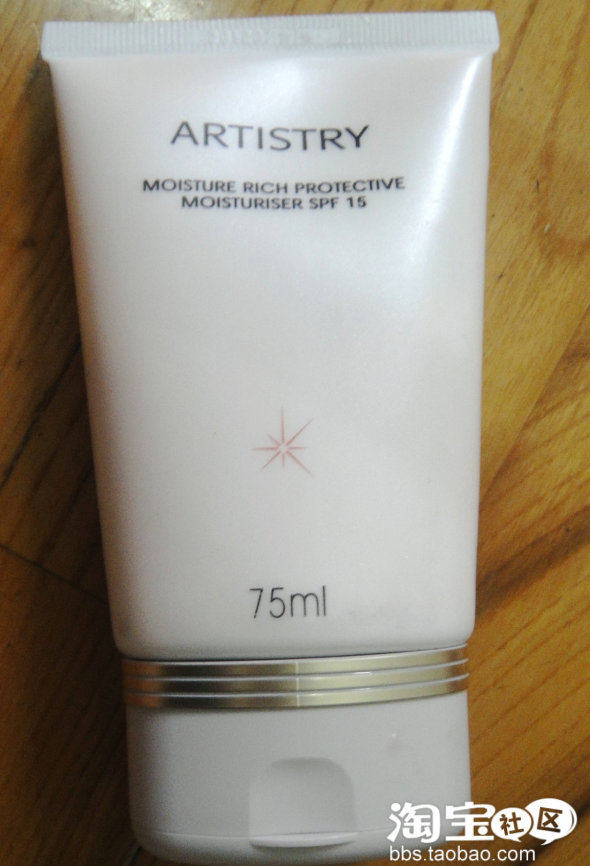 ARTISTRY
MOISTURE RICH PROTECTIVE
MOISTURISER SPF 15
75ml
淘宝社区
bbs.taobao.com